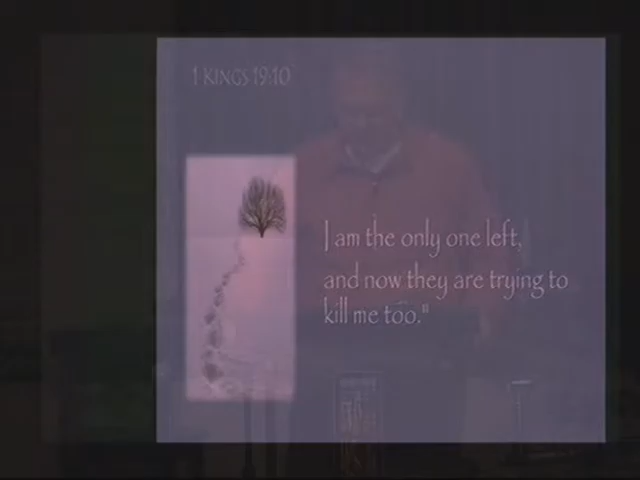 1 KINGS 19:10
I am the only one left,
and now they are trying to
kill me too."